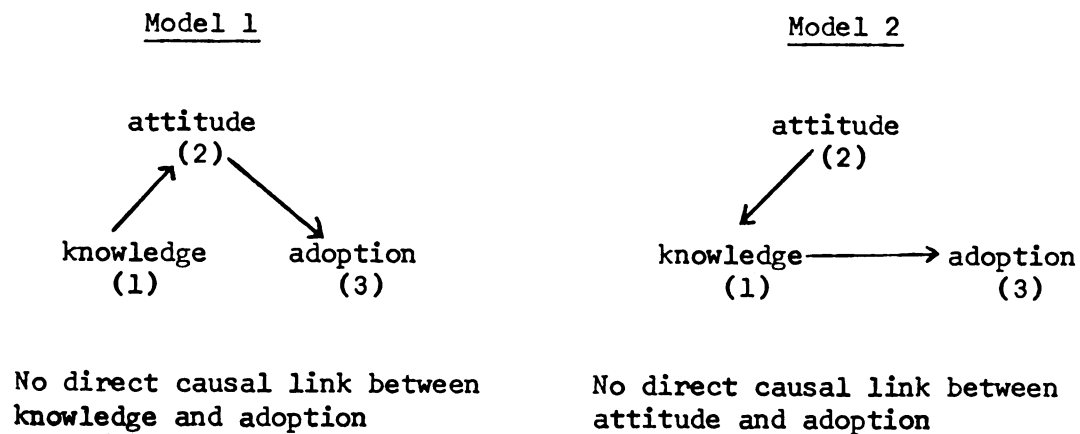 Model 1
attitude
(2)
knowledge adoption
(1) (3)
No direct causal link between
knowledge and adoption
Model 2
attitude
(2)
knowledge adoption
(1) (3)
No direct causal link between
attitude and adoption